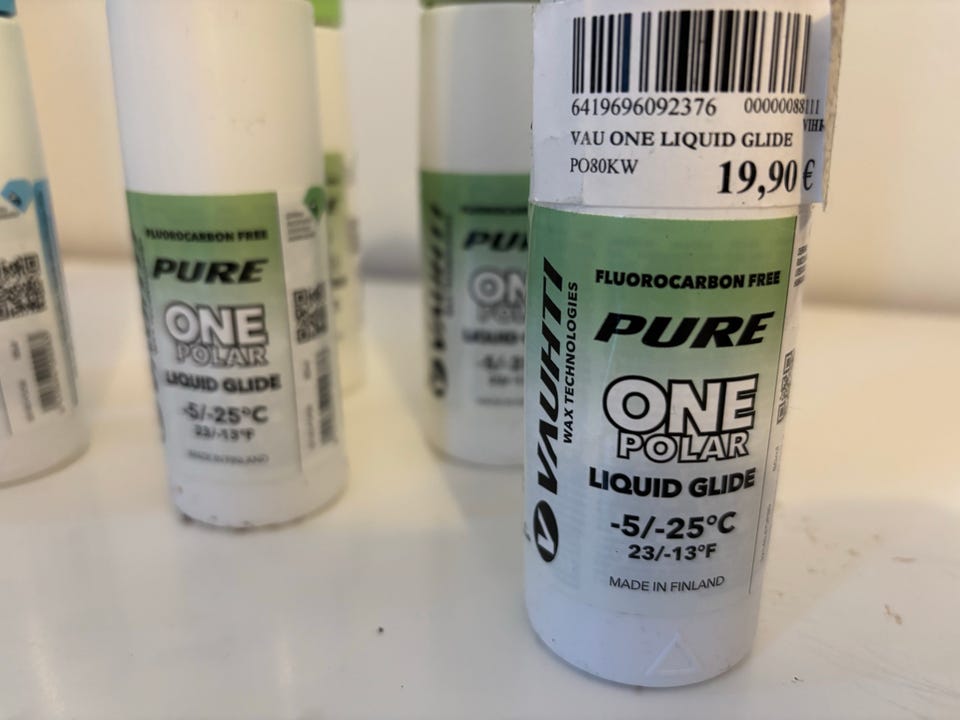 6419696092376 00000088111
VAU ONE LIQUID GLIDE
PO80KW
19,90 €
FLUOROCARBON FREE
PURE
ONE
POLAR
LIQUID GLIDE
-5/-25°C
23/-13°F
MADE IN FINLAND
VAUHTI
WAX TECHNOLOGIES
FLUOROCARBON FREE
PURE
ONE
POLAR
LIQUID GLIDE
-5/-25°C
23/-13°F
MADE IN FINLAND
VAUHTI